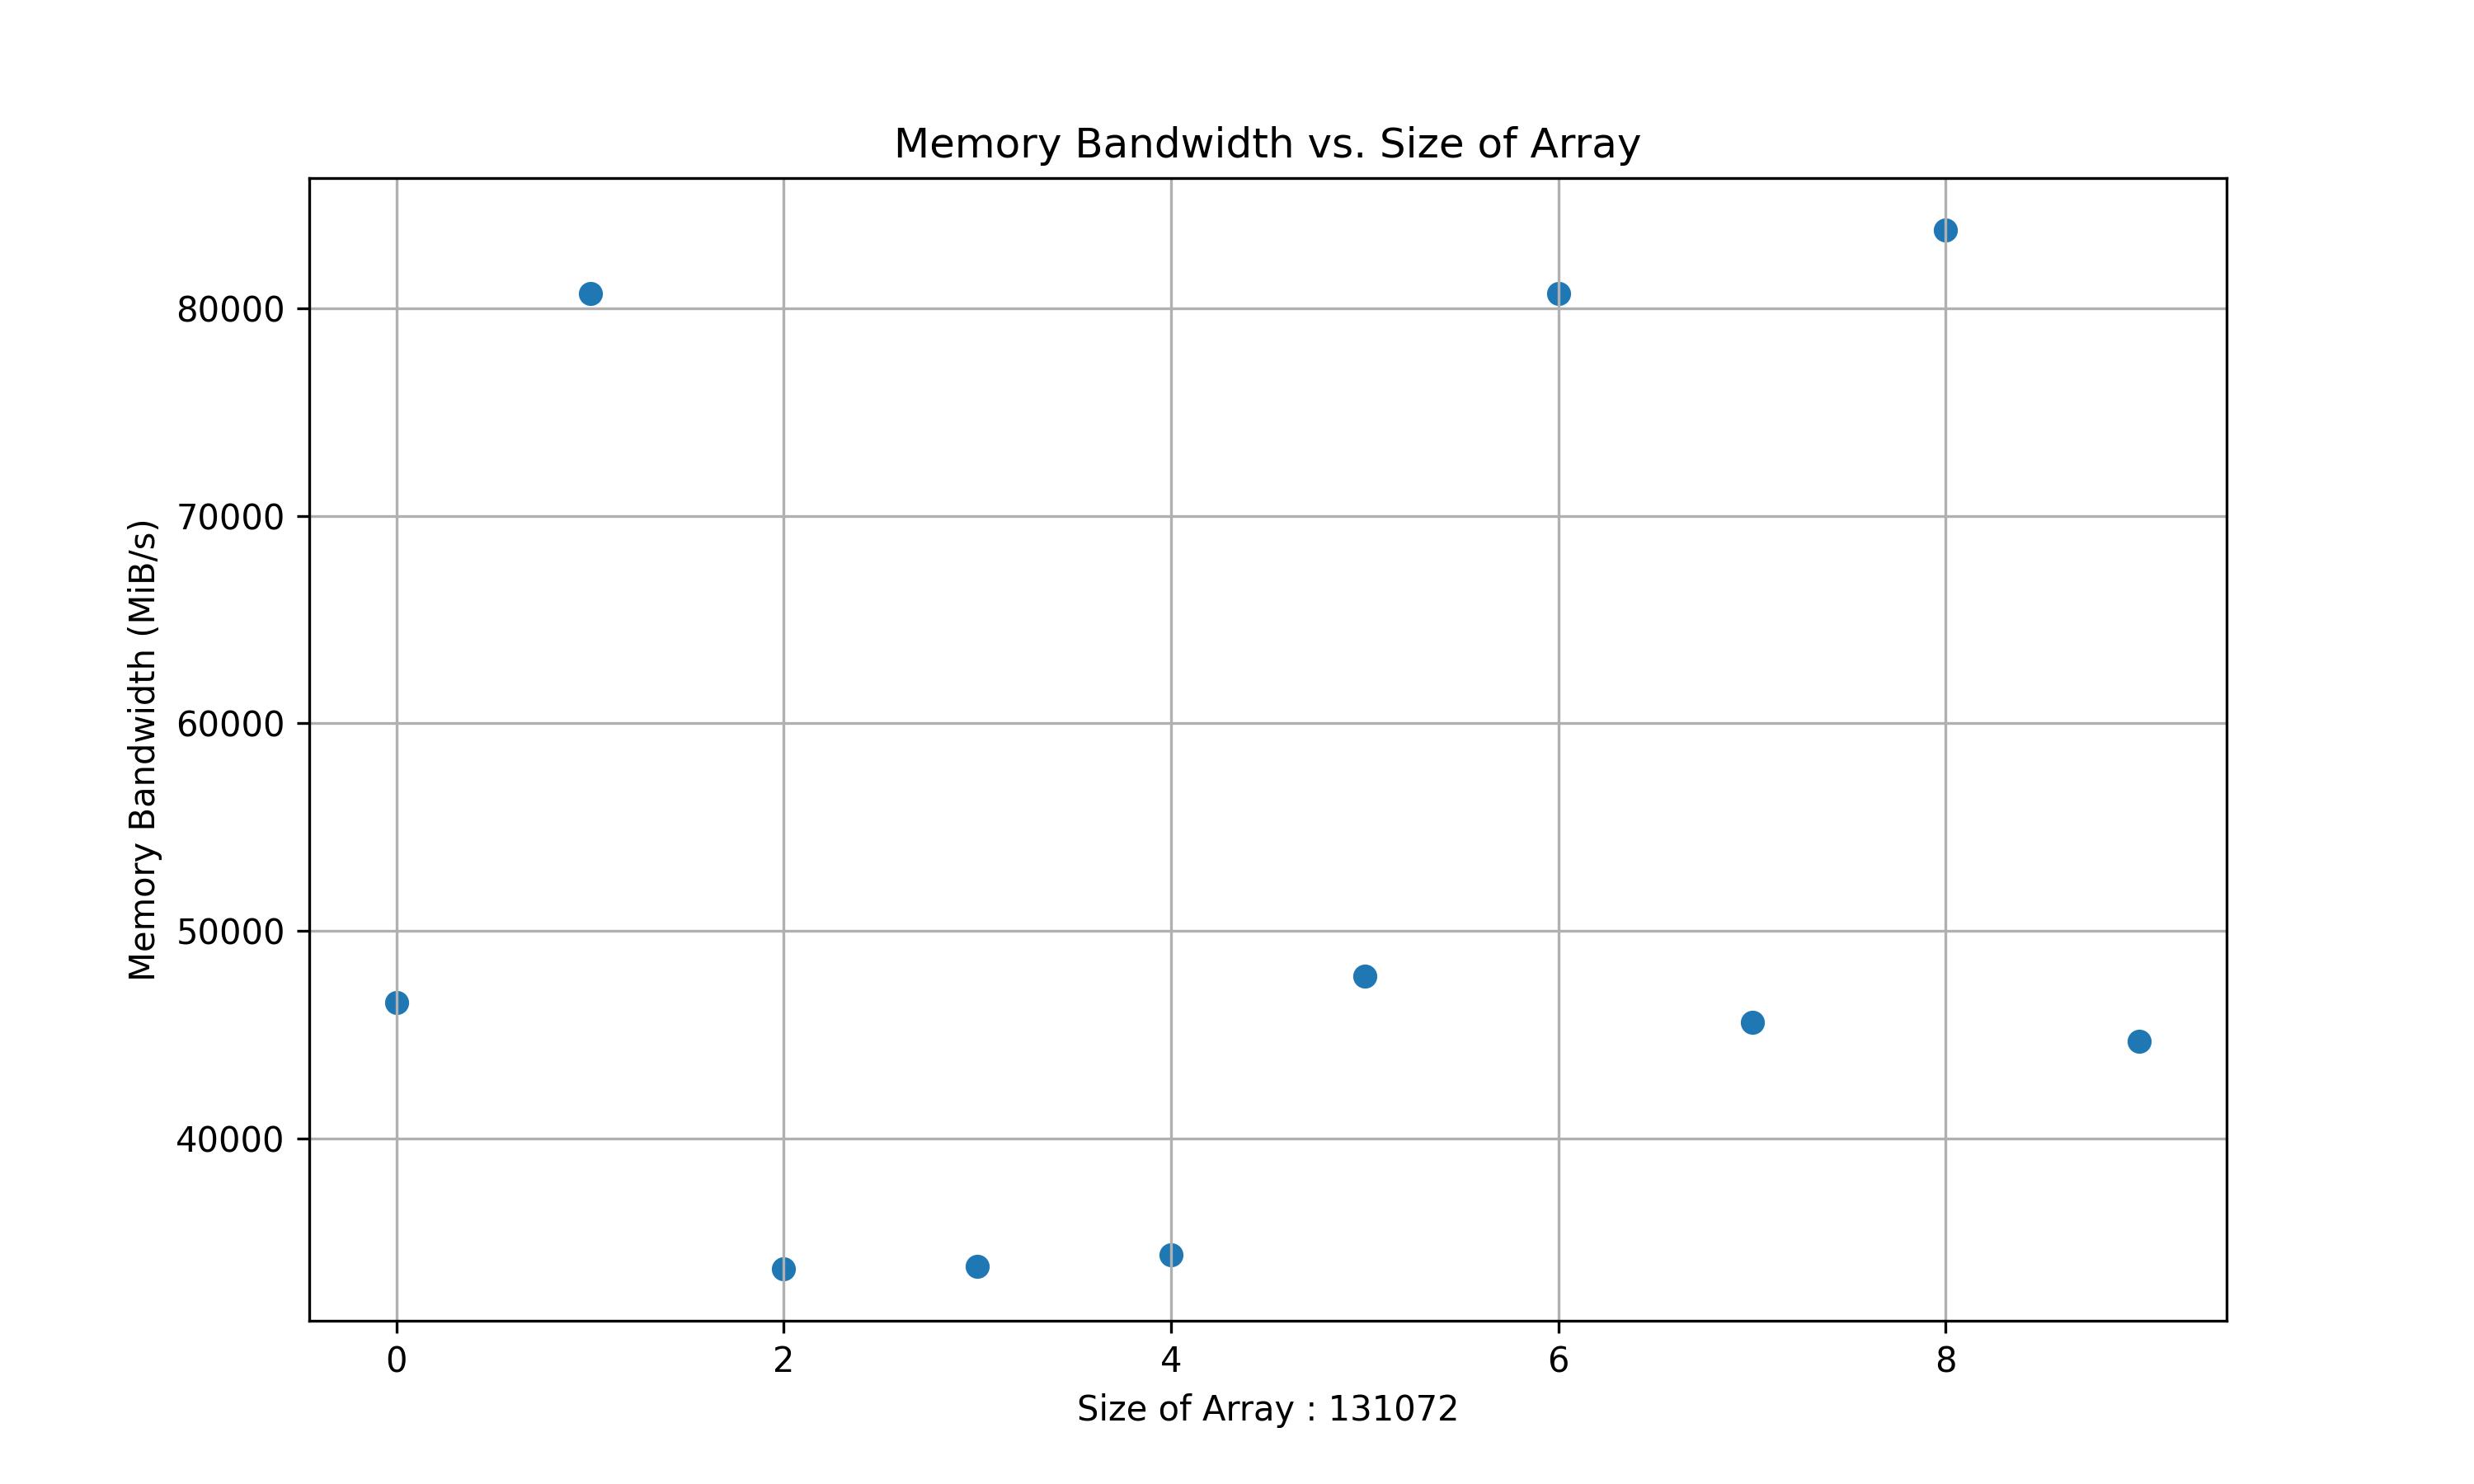 Memory Bandwidth vs. Size of Array
Memory Bandwidth (MiB/s)
80000
70000
60000
50000
40000
0 2 4 6 8
Size of Array : 131072